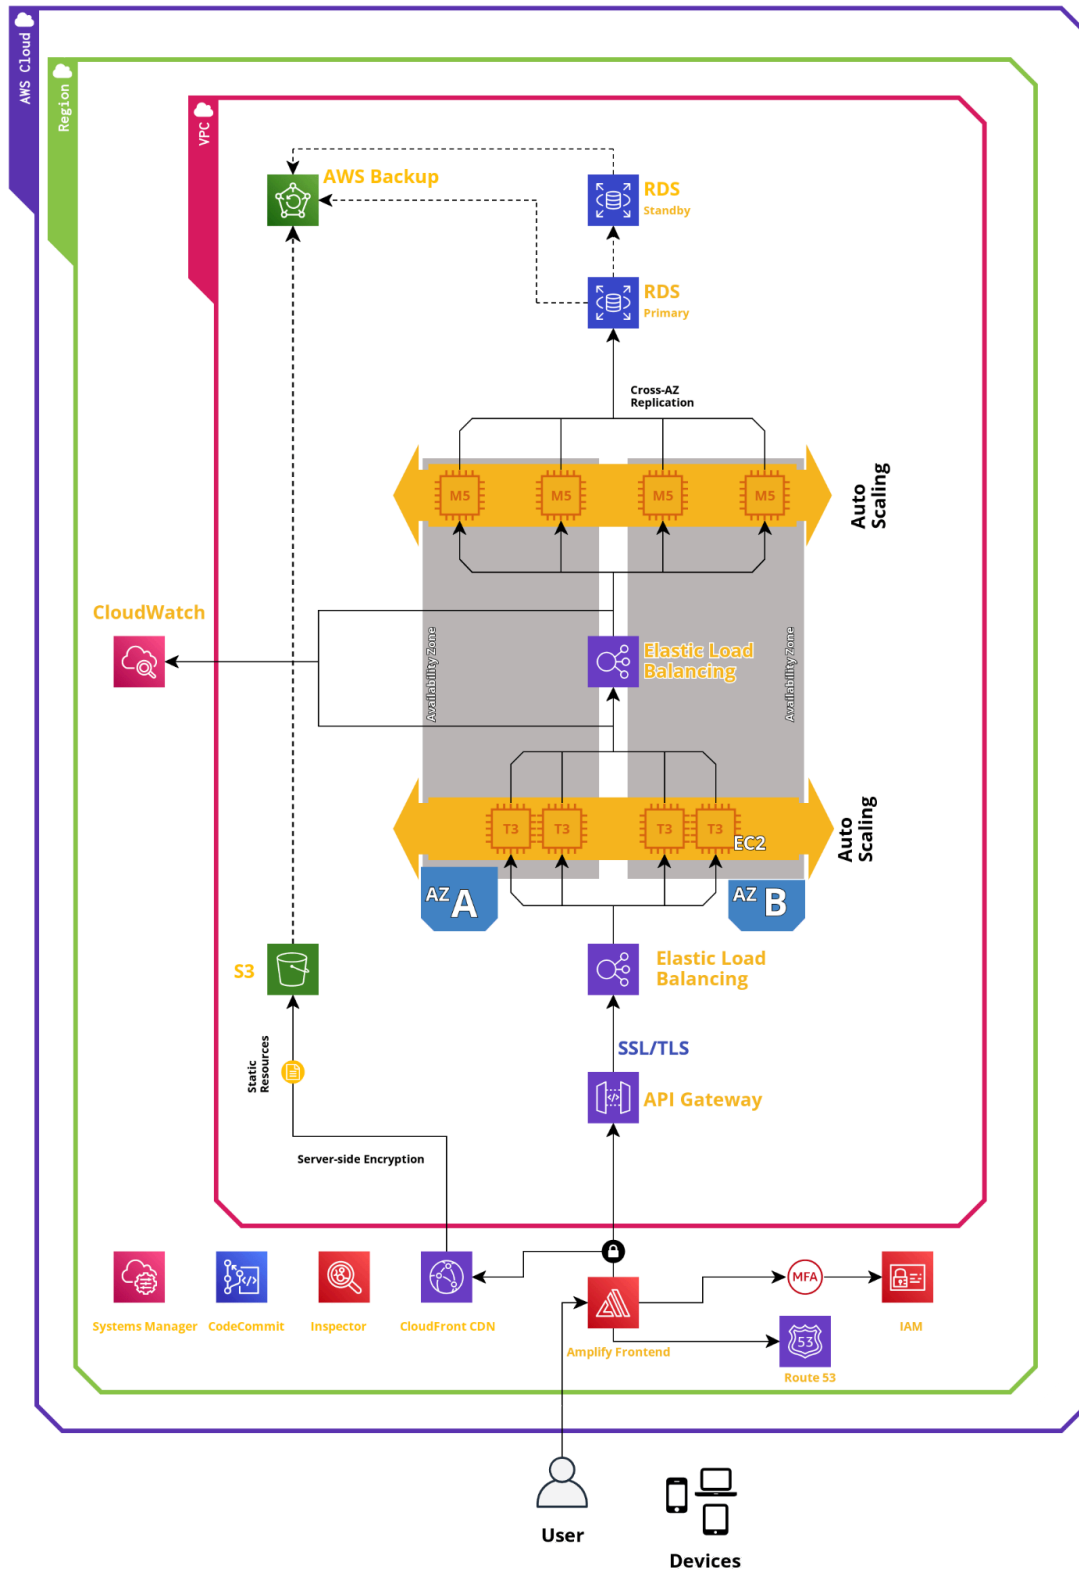 AWS Cloud
Region
VPC
AWS Backup
RDS
Standby
RDS
Primary
Cross-AZ
Replication
M5
M5
M5
M5
Auto
Scaling
CloudWatch
Availability Zone
Elastic Load
Balancing
Availability Zone
T3
T3
T3
T3
EC2
Auto
Scaling
AZ A
AZ B
S3
Elastic Load
Balancing
Static
Resources
SSL/TLS
API Gateway
Server-side Encryption
MFA
Systems Manager
CodeCommit
Inspector
CloudFront CDN
IAM
53
Amplify Frontend
Route 53
User
Devices